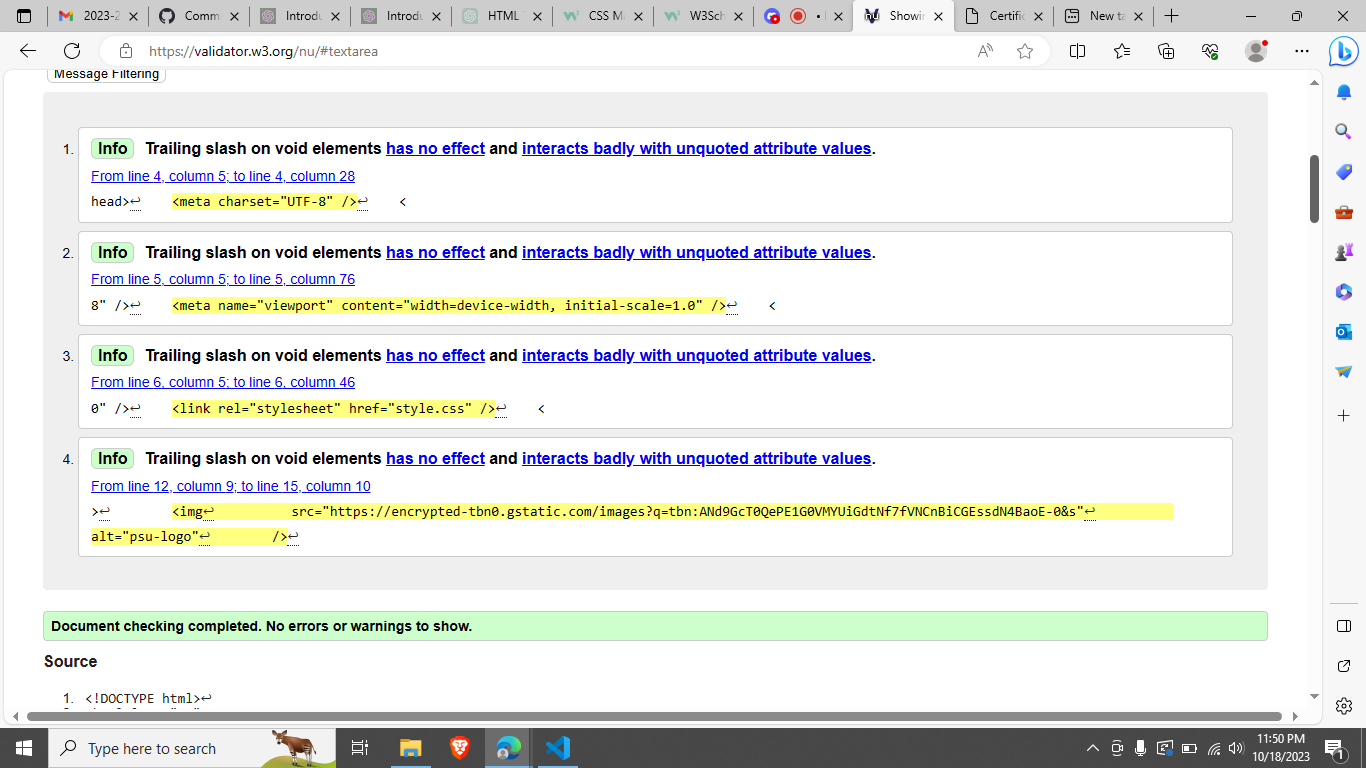 2023-2
Comm
Introdu
Introdu
HTML
CSS Ma
W3Sch
Showin
Certific
New ta
https://validator.w3.org/nu/#textarea
Message Filtering
1. Info Trailing slash on void elements has no effect and interacts badly with unquoted attribute values.
From line 4, column 5; to line 4, column 28
head>↩ <meta charset="UTF-8" />↩ <
2. Info Trailing slash on void elements has no effect and interacts badly with unquoted attribute values.
From line 5, column 5; to line 5, column 76
8" />↩ <meta name="viewport" content="width=device-width, initial-scale=1.0" />↩ <
3. Info Trailing slash on void elements has no effect and interacts badly with unquoted attribute values.
From line 6, column 5; to line 6, column 46
0" />↩ <link rel="stylesheet" href="style.css" />↩ <
4. Info Trailing slash on void elements has no effect and interacts badly with unquoted attribute values.
From line 12, column 9; to line 15, column 10
>↩ <img↩ src="https://encrypted-tbn0.gstatic.com/images?q=tbn:ANd9GcT0QePE1G0VMYUiGdtNf7fVNCnBiCGEssdN4BaoE-0&s"↩
alt="psu-logo"↩ />↩
Document checking completed. No errors or warnings to show.
Source
1. <!DOCTYPE html>↩
Type here to search
11:50 PM
10/18/2023
1